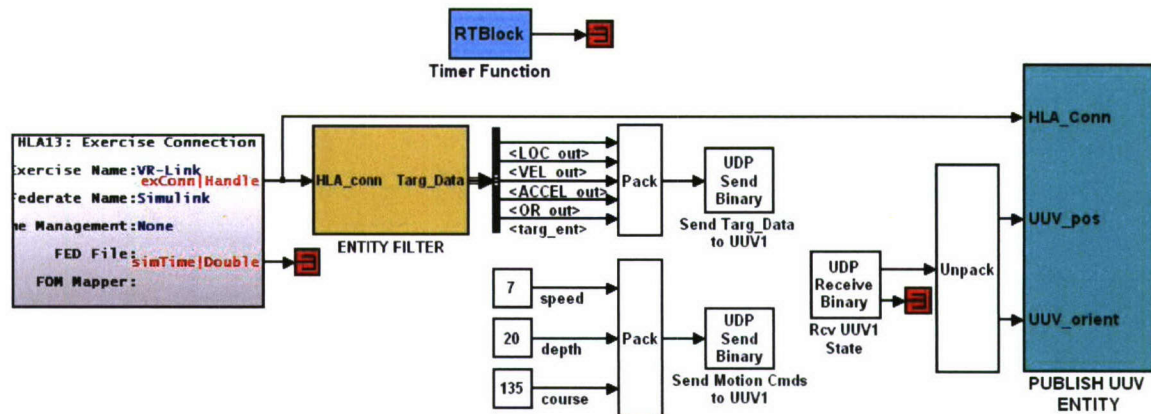 RTBlock
Timer Function
HLA13: Exercise Connection
Exercise Name:VR-Link
exConn|Handle
Federate Name:Simulink
ne Management:None
FED File:
simTime|Double
FOM Mapper:
HLA_conn Targ_Data
ENTITY FILTER
<LOC_out>
<VEL_out>
<ACCEL_out>
<OR_out>
<targ_ent>
Pack
UDP
Send
Binary
Send Targ_Data
to UUV1
7
speed
20
depth
135
course
Pack
UDP
Send
Binary
Send Motion Cmds
to UUV1
UDP
Receive
Binary
Rcv UUV1
State
Unpack
HLA_Conn
UUV_pos
UUV_orient
PUBLISH UUV
ENTITY